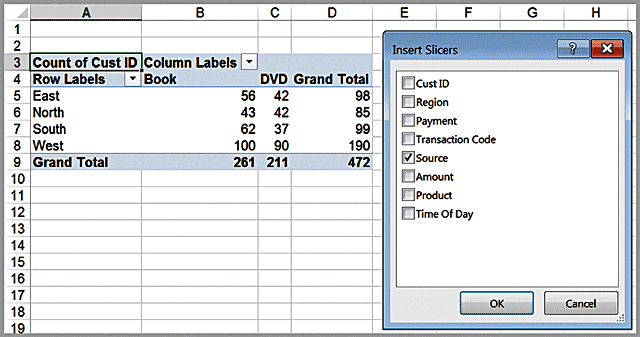 A B C D E F G H
1
2
3 Count of Cust ID Column Labels
4 Row Labels Book DVD Grand Total
5 East 56 42 98
6 North 43 42 85
7 South 62 37 99
8 West 100 90 190
9 Grand Total 261 211 472
10
11
12
13
14
15
16
17
18
19
Insert Slicers
Cust ID
Region
Payment
Transaction Code
Source
Amount
Product
Time Of Day
OK Cancel